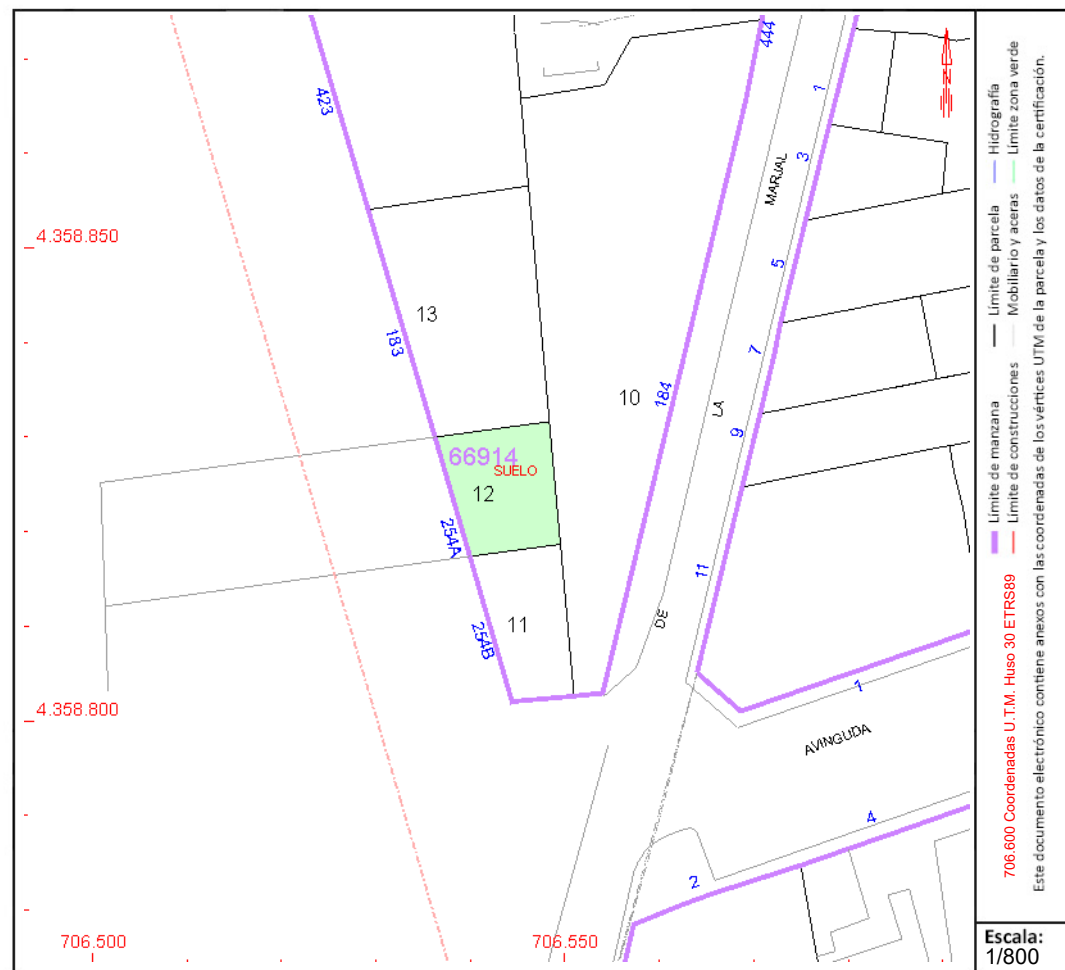 444
423
1
3
MARJAL
4.358.850
5
13
183
7
10
184
LA
9
66914
SUELO
12
254A
11
11
DE
254B
1
4.358.800
AVINGUDA
4
2
706.500
706.550
N
Límite de manzana
Límite de parcela
Hidrografía
Límite de construcciones
Mobiliario y aceras
Límite zona verde
706.600 Coordenadas U.T.M. Huso 30 ETRS89
Este documento electrónico contiene anexos con las coordenadas de los vértices UTM de la parcela y los datos de la certificación.
Escala:
1/800